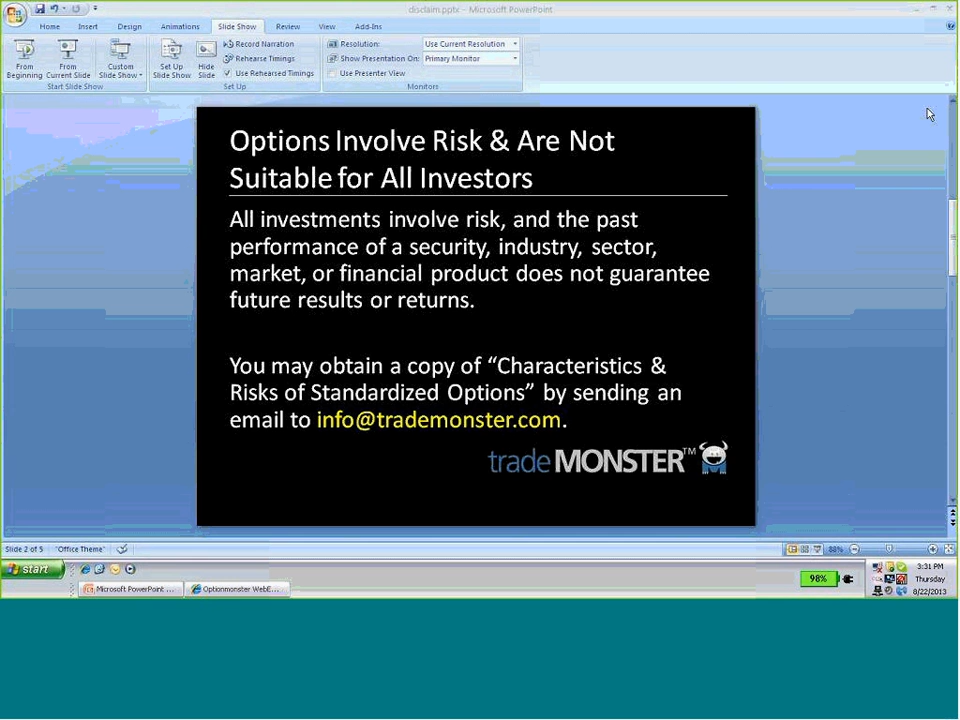 disclaim.pptx - Microsoft PowerPoint
Home Insert Design Animations Slide Show Review View Add-Ins
From Beginning
From Current Slide
Custom Slide Show
Start Slide Show
Set Up Slide Show
Hide Slide
Record Narration
Rehearse Timings
Use Rehearsed Timings
Set Up
Resolution: Use Current Resolution
Show Presentation On: Primary Monitor
Use Presenter View
Monitors
Options Involve Risk & Are Not
Suitable for All Investors
All investments involve risk, and the past
performance of a security, industry, sector,
market, or financial product does not guarantee
future results or returns.
You may obtain a copy of “Characteristics &
Risks of Standardized Options” by sending an
email to info@trademonster.com.
trade MONSTER™
Slide 2 of 5 "Office Theme" 88%
start
98%
3:31 PM
Thursday
8/22/2013
Microsoft PowerPoint ... Optionmonster WebE...